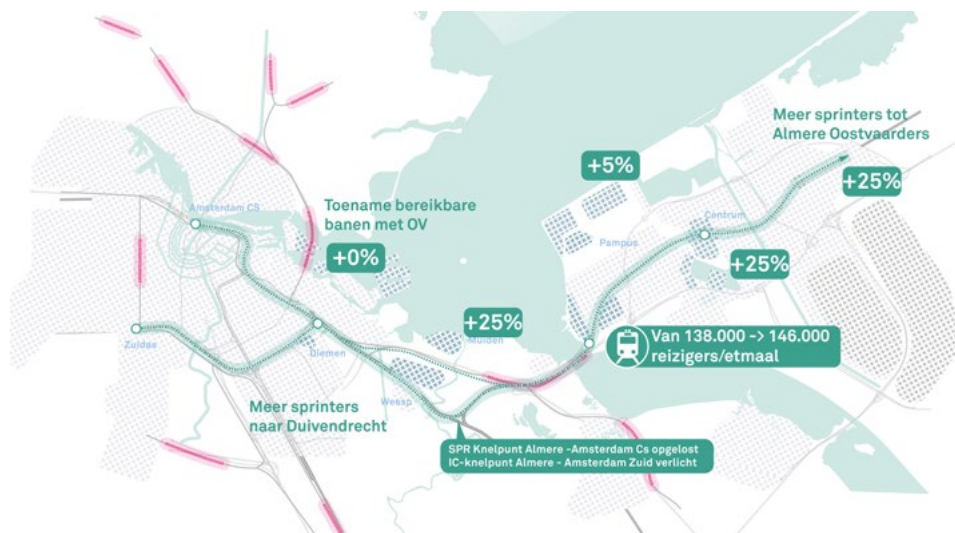 Meer sprinters tot
Almere Oostvaarders
+5%
+25%
Amsterdam CS
Toename bereikbare
banen met OV
Centrum
Pampus
+0%
+25%
+25%
Zuidas
Diemen
Muiden
Van 138.000 -> 146.000
reizigers/etmaal
Weesp
Meer sprinters
naar Duivendrecht
SPR Knelpunt Almere -Amsterdam Cs opgelost
IC-knelpunt Almere - Amsterdam Zuid verlicht